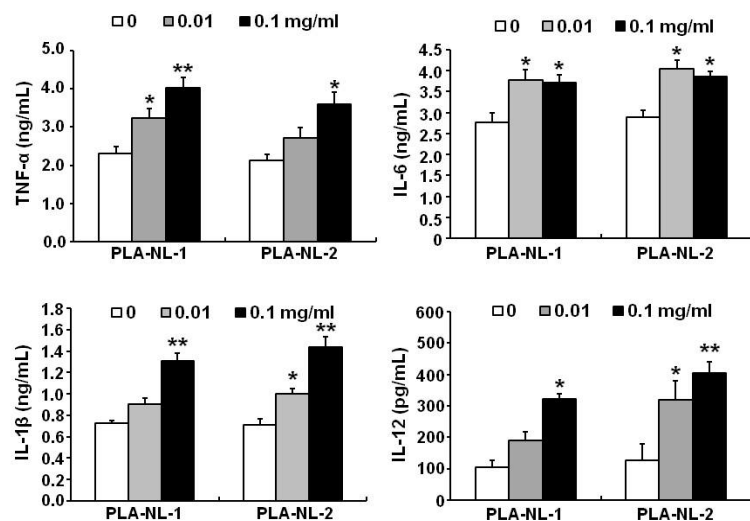 0 0.01 0.1 mg/ml
TNF-α (ng/mL)
5.0
4.0
3.0
2.0
1.0
0.0
* ** *
PLA-NL-1 PLA-NL-2
0 0.01 0.1 mg/ml
IL-6 (ng/mL)
4.5
4.0
3.5
3.0
2.5
2.0
1.5
1.0
0.5
0
* * * *
PLA-NL-1 PLA-NL-2
0 0.01 0.1 mg/ml
IL-1β (ng/mL)
1.8
1.6
1.4
1.2
1.0
0.8
0.6
0.4
0.2
0.0
** * **
PLA-NL-1 PLA-NL-2
0 0.01 0.1 mg/ml
IL-12 (pg/mL)
600
500
400
300
200
100
0
* * **
PLA-NL-1 PLA-NL-2